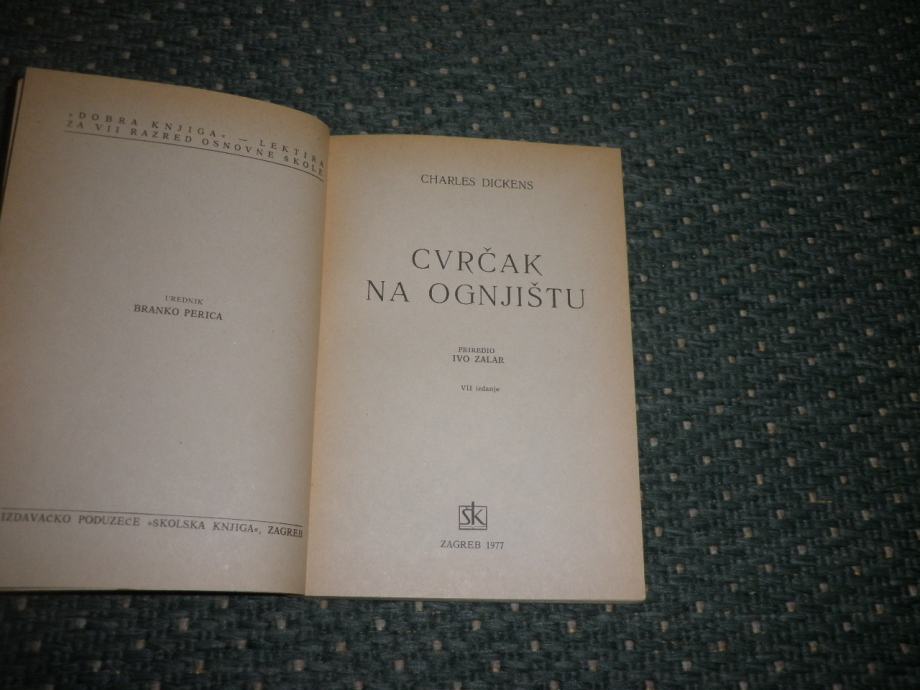 »DOBRA KNJIGA« — LEKTIRA
ZA VII RAZRED OSNOVNE ŠKOLE
UREDNIK
BRANKO PERICA
IZDAVAČKO PODUZEĆE »ŠKOLSKA KNJIGA«, ZAGREB
CHARLES DICKENS
CVRČAK
NA OGNJIŠTU
PRIREDIO
IVO ZALAR
VII izdanje
šk
ZAGREB 1977